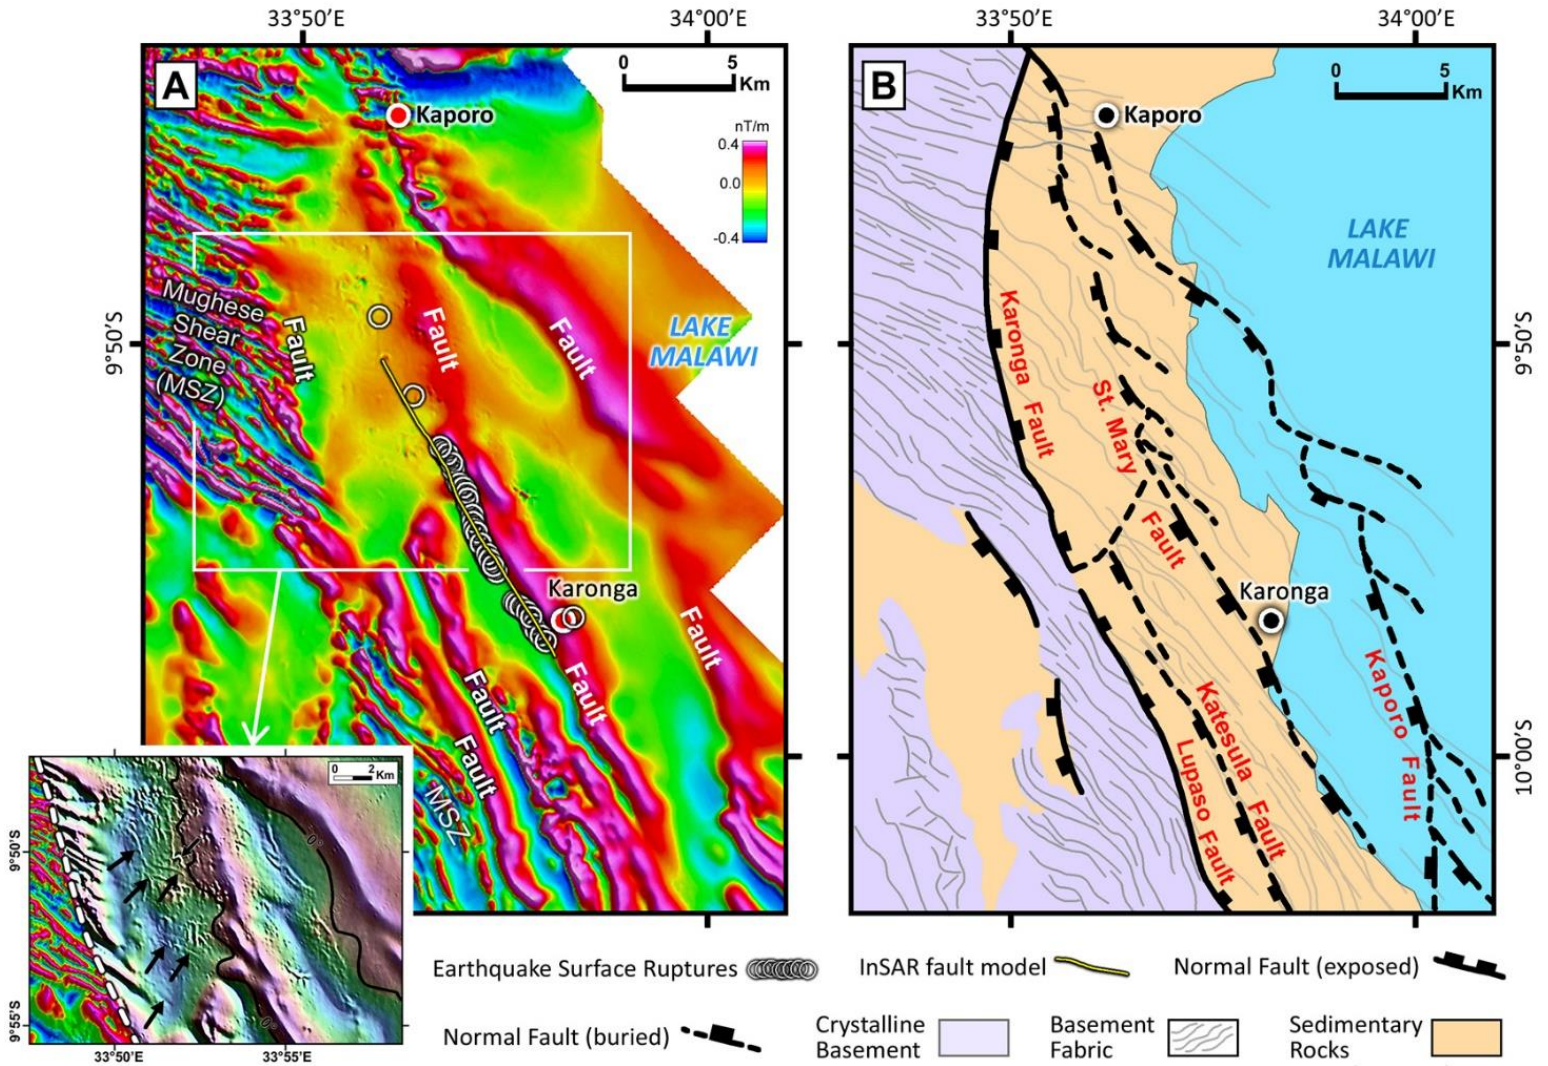 33°50’E
34°00’E
33°50’E
34°00’E
A
Kaporo
0
5
Km
nT/m
0.4
0.0
-0.4
Mughese
Shear
Zone
(MSZ)
Fault
Fault
Fault
LAKE
MALAWI
9°50’S
Karonga
Fault
Fault
Fault
Fault
MSZ
B
Kaporo
0
5
Km
LAKE
MALAWI
Karonga Fault
St. Mary Fault
Karonga
Kaporo Fault
Katesula Fault
Lupaso Fault
9°50’S
10°00’S
0
2
Km
9°50’S
9°55’S
0°
0°
33°50’E
33°55’E
Earthquake Surface Ruptures
InSAR fault model
Normal Fault (exposed)
Normal Fault (buried)
Crystalline
Basement
Basement
Fabric
Sedimentary
Rocks